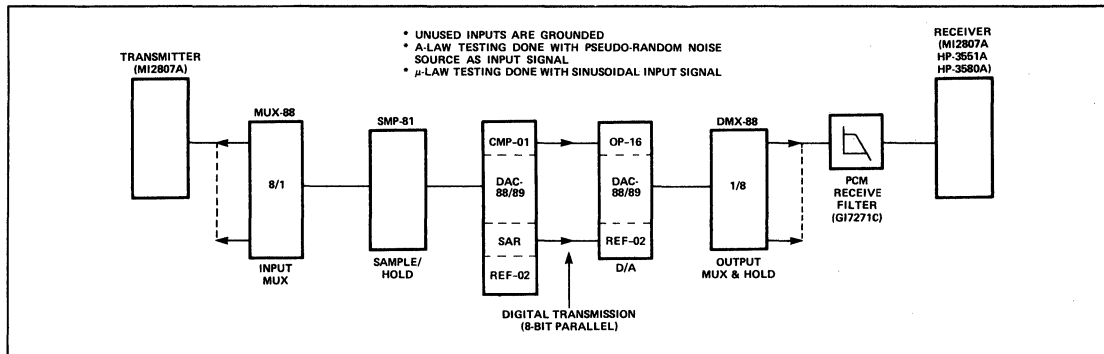 * UNUSED INPUTS ARE GROUNDED
* A-LAW TESTING DONE WITH PSEUDO-RANDOM NOISE
SOURCE AS INPUT SIGNAL
* μ-LAW TESTING DONE WITH SINUSOIDAL INPUT SIGNAL
TRANSMITTER
(MI2807A)
MUX-88
8/1
INPUT
MUX
SMP-81
SAMPLE/
HOLD
CMP-01
DAC-
88/89
SAR
REF-02
DIGITAL TRANSMISSION
(8-BIT PARALLEL)
OP-16
DAC-
88/89
REF-02
D/A
DMX-88
1/8
OUTPUT
MUX & HOLD
PCM
RECEIVE
FILTER
(GI7271C)
RECEIVER
(MI2807A
HP-3551A
HP-3580A)